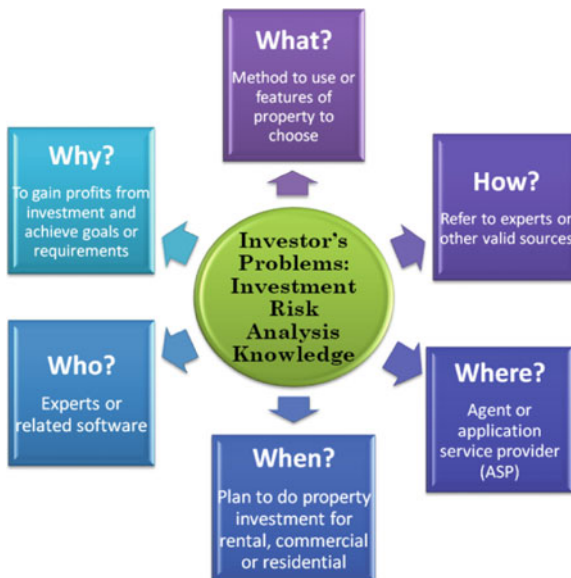 What?
Method to use or
features of
property to
choose
Why?
To gain profits from
investment and
achieve goals or
requirements
How?
Refer to experts or
other valid sources
Investor's
Problems:
Investment
Risk
Analysis
Knowledge
Who?
Experts or
related software
Where?
Agent or
application
service provider
(ASP)
When?
Plan to do property
investment for
rental, commercial
or residential